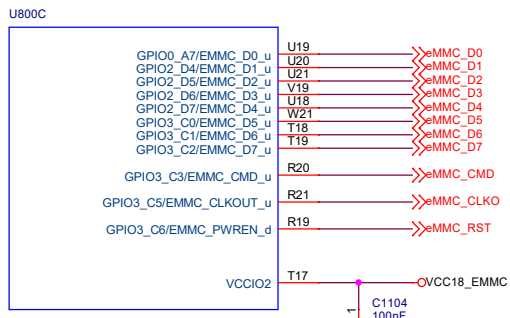 U800C
GPIO0_A7/EMMC_D0_u U19 eMMC_D0
GPIO2_D4/EMMC_D1_u U20 eMMC_D1
GPIO2_D5/EMMC_D2_u U21 eMMC_D2
GPIO2_D6/EMMC_D3_u V19 eMMC_D3
GPIO2_D7/EMMC_D4_u U18 eMMC_D4
GPIO3_C0/EMMC_D5_u W21 eMMC_D5
GPIO3_C1/EMMC_D6_u T18 eMMC_D6
GPIO3_C2/EMMC_D7_u T19 eMMC_D7
GPIO3_C3/EMMC_CMD_u R20 eMMC_CMD
GPIO3_C5/EMMC_CLKOUT_u R21 eMMC_CLKO
GPIO3_C6/EMMC_PWREN_d R19 eMMC_RST
VCCIO2 T17 VCC18_EMMC
1 C1104
100nF